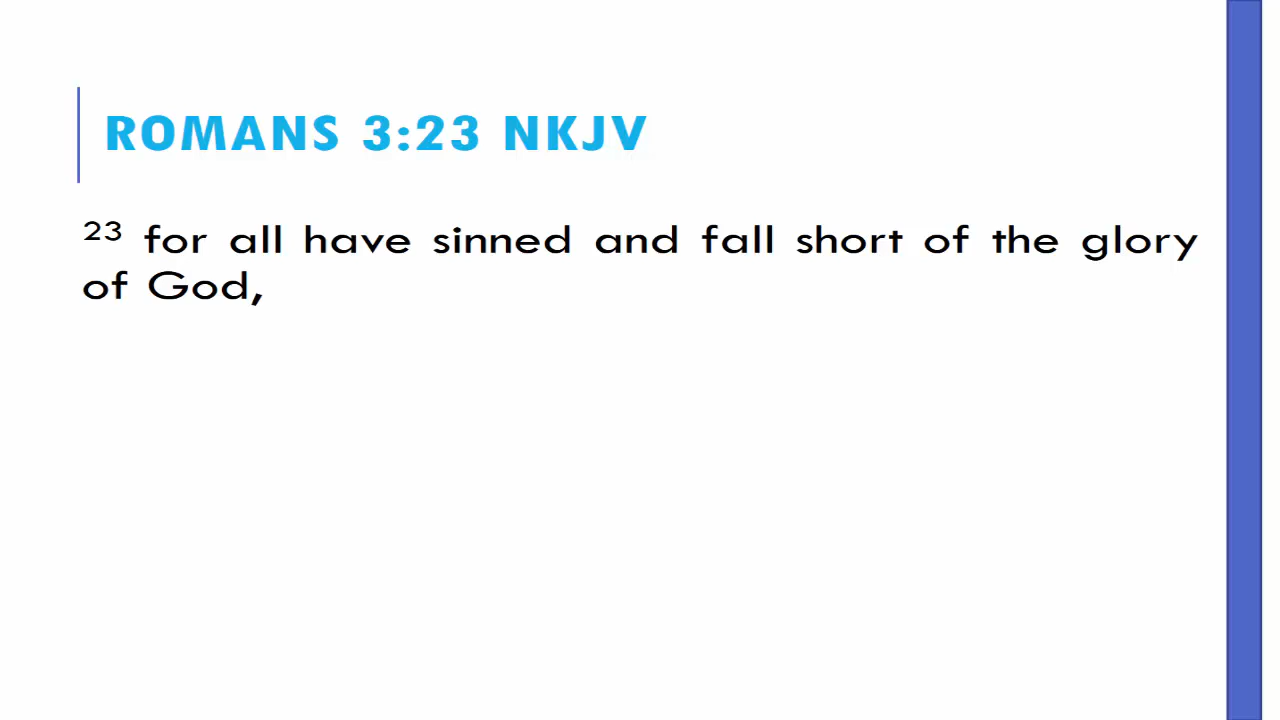 ROMANS 3:23 NKJV
23 for all have sinned and fall short of the glory
of God,